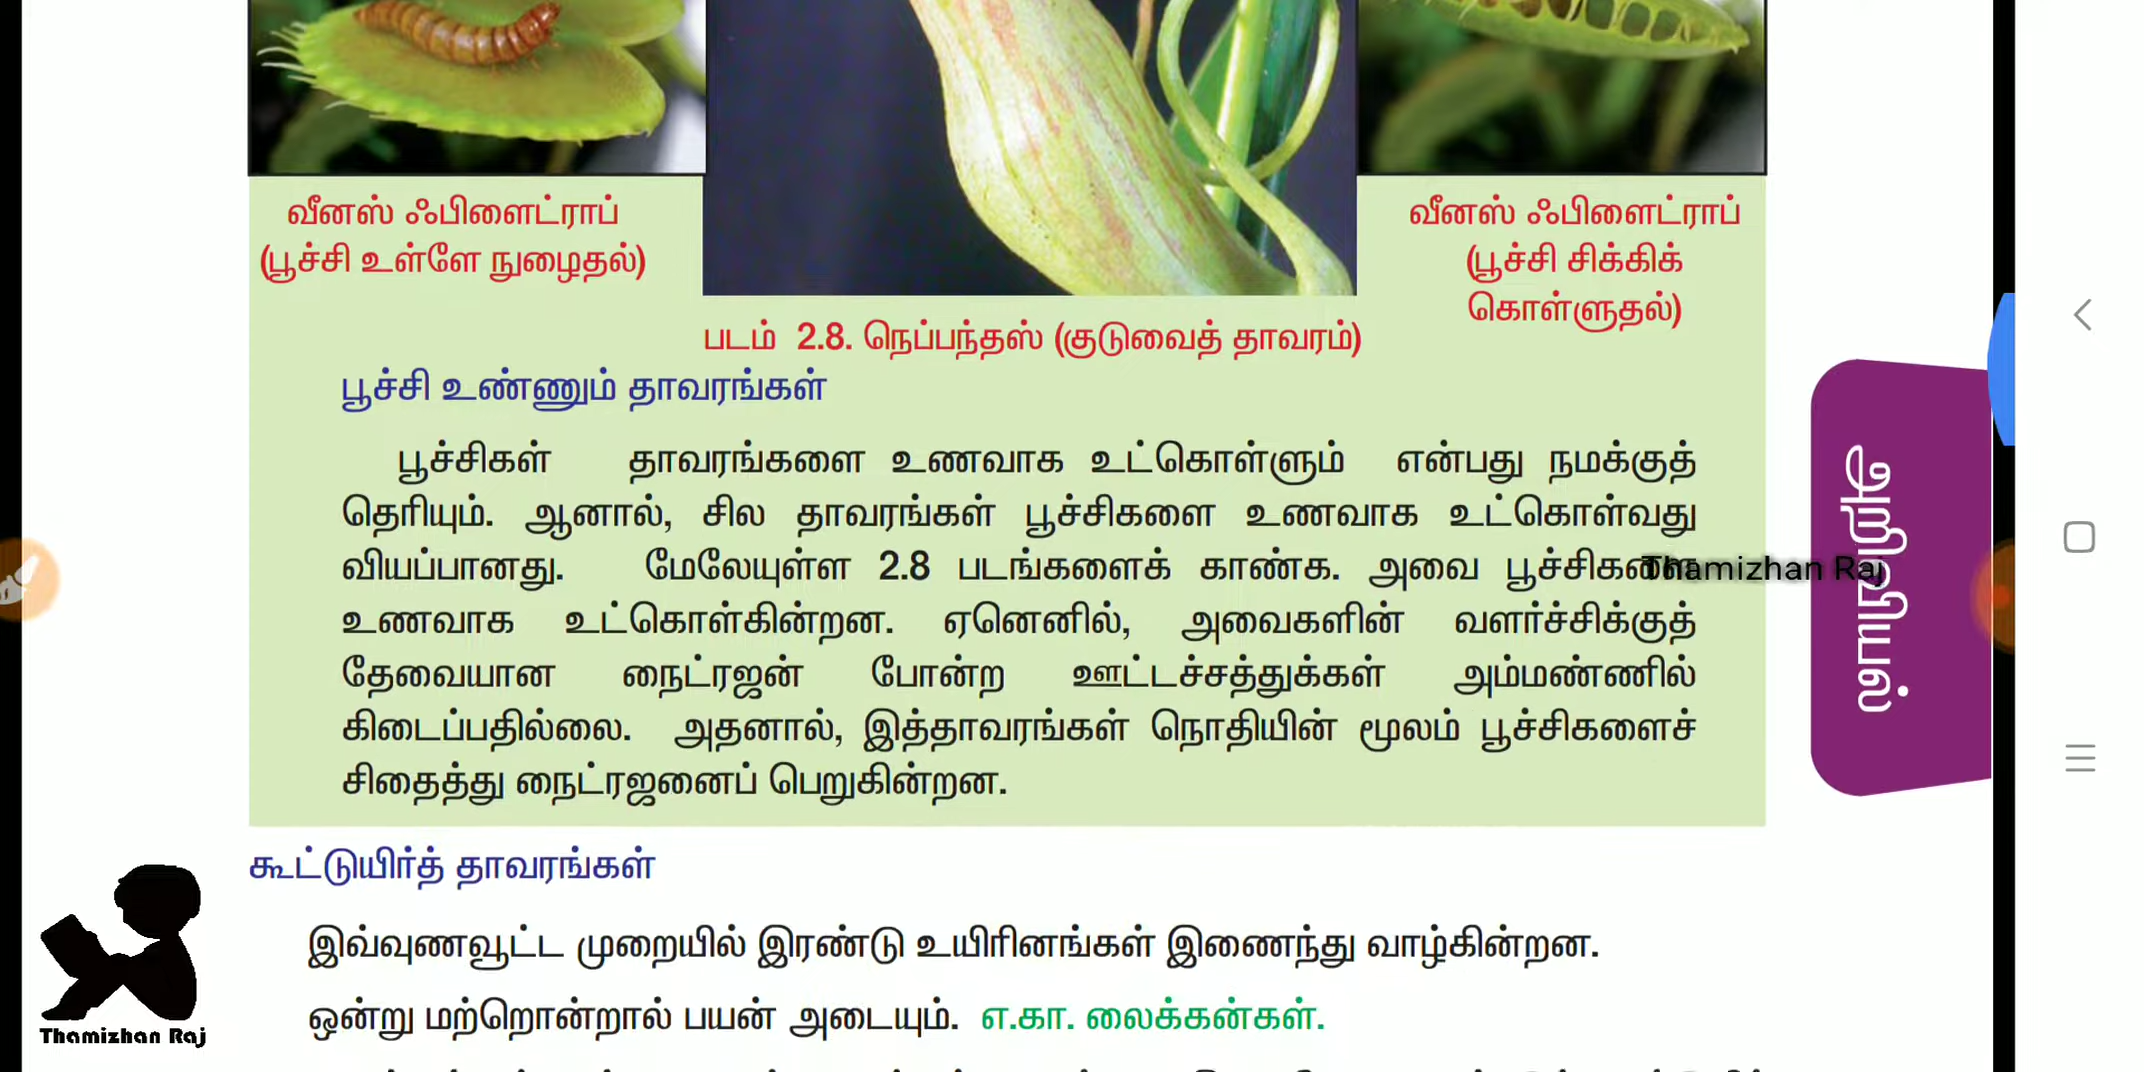 வீனஸ் ஃபிளைட்ராப்
(பூச்சி உள்ளே நுழைதல்)
வீனஸ் ஃபிளைட்ராப்
(பூச்சி சிக்கிக்
கொள்ளுதல்)
படம் 2.8. நெப்பந்தஸ் (குடுவைத் தாவரம்)
பூச்சி உண்ணும் தாவரங்கள்
பூச்சிகள் தாவரங்களை உணவாக உட்கொள்ளும் என்பது நமக்குத்
தெரியும். ஆனால், சில தாவரங்கள் பூச்சிகளை உணவாக உட்கொள்வது
வியப்பானது. மேலேயுள்ள 2.8 படங்களைக் காண்க. அவை
உணவாக உட்கொள்கின்றன. ஏனெனில், அவைகளின் வளர்ச்சிக்குத்
தேவையான நைட்ரஜன் போன்ற ஊட்டச்சத்துக்கள் அம்மண்ணில்
கிடைப்பதில்லை. அதனால், இத்தாவரங்கள் நொதியின் மூலம் பூச்சிகளைச்
சிதைத்து நைட்ரஜனைப் பெறுகின்றன.
அறிவியல்
Thamizhan Raj
கூட்டுயிர்த் தாவரங்கள்
இவ்வுணவூட்ட முறையில் இரண்டு உயிரினங்கள் இணைந்து வாழ்கின்றன.
ஒன்று மற்றொன்றால் பயன் அடையும். எ.கா. லைக்கன்கள்.
Thamizhan Raj